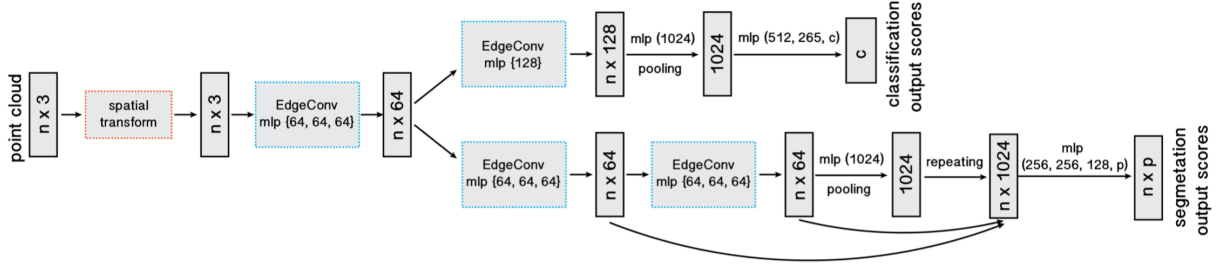 point cloud
n x 3
spatial
transform
n x 3
EdgeConv
mlp {64, 64, 64}
n x 64
EdgeConv
mlp {128}
n x 128
mlp (1024)
pooling
1024
mlp (512, 265, c)
c
classification
output scores
EdgeConv
mlp {64, 64, 64}
n x 64
EdgeConv
mlp {64, 64, 64}
n x 64
mlp (1024)
pooling
1024
repeating
n x 1024
mlp
(256, 256, 128, p)
n x p
segmetation
output scores